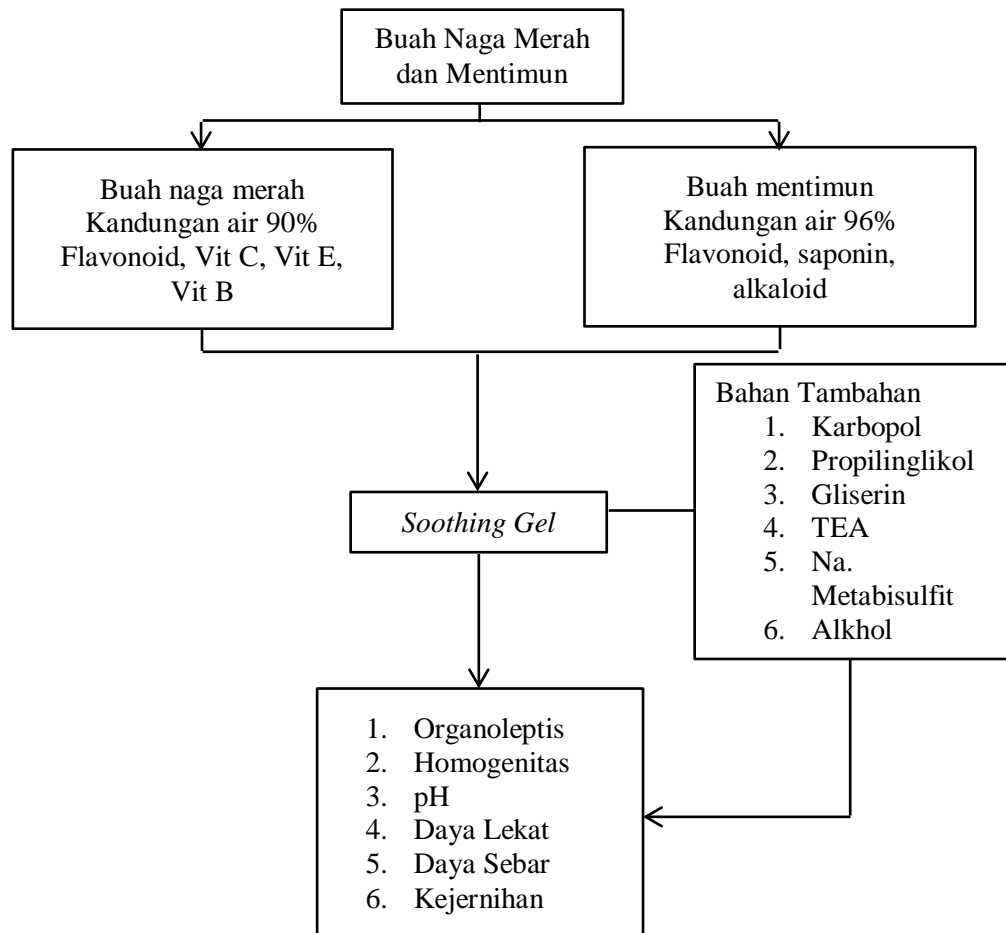 Buah Naga Merah
dan Mentimun
Buah naga merah
Kandungan air 90%
Flavonoid, Vit C, Vit E,
Vit B
Buah mentimun
Kandungan air 96%
Flavonoid, saponin,
alkaloid
Bahan Tambahan
1. Karbopol
2. Propilinglikol
3. Gliserin
4. TEA
5. Na.
Metabisulfit
6. Alkhol
Soothing Gel
1. Organoleptis
2. Homogenitas
3. pH
4. Daya Lekat
5. Daya Sebar
6. Kejernihan